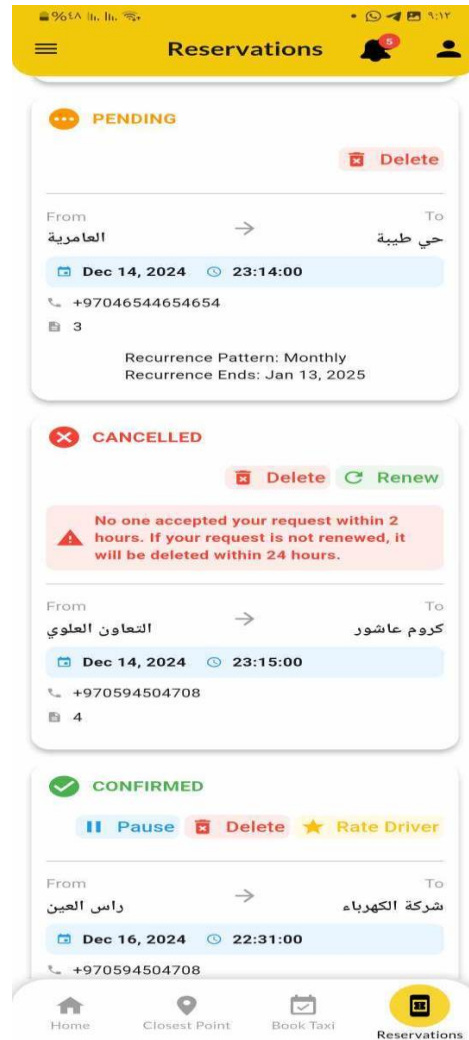 %٤٨ ٩:١٢
Reservations
5
PENDING
Delete
From To
العامرية حي طيبة
Dec 14, 2024 23:14:00
+97046544654654
3
Recurrence Pattern: Monthly
Recurrence Ends: Jan 13, 2025
CANCELLED
Delete Renew
No one accepted your request within 2
hours. If your request is not renewed, it
will be deleted within 24 hours.
From To
التعاون العلوي كروم عاشور
Dec 14, 2024 23:15:00
+970594504708
4
CONFIRMED
Pause Delete Rate Driver
From To
راس العين شركة الكهرباء
Dec 16, 2024 22:31:00
+970594504708
Home Closest Point Book Taxi Reservations